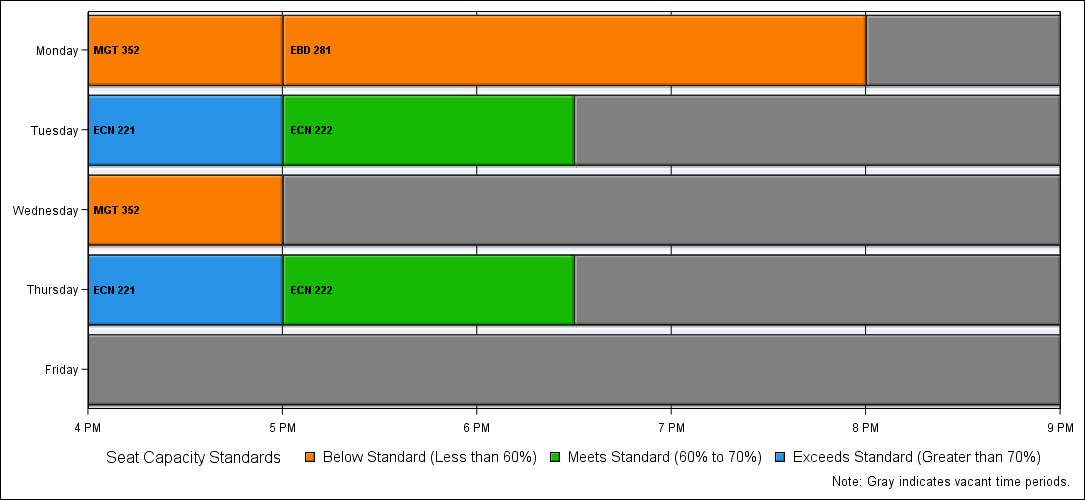 Monday MGT 352 EBD 281
Tuesday ECN 221 ECN 222
Wednesday MGT 352
Thursday ECN 221 ECN 222
Friday
4 PM 5 PM 6 PM 7 PM 8 PM 9 PM
Seat Capacity Standards Below Standard (Less than 60%) Meets Standard (60% to 70%) Exceeds Standard (Greater than 70%)
Note: Gray indicates vacant time periods.